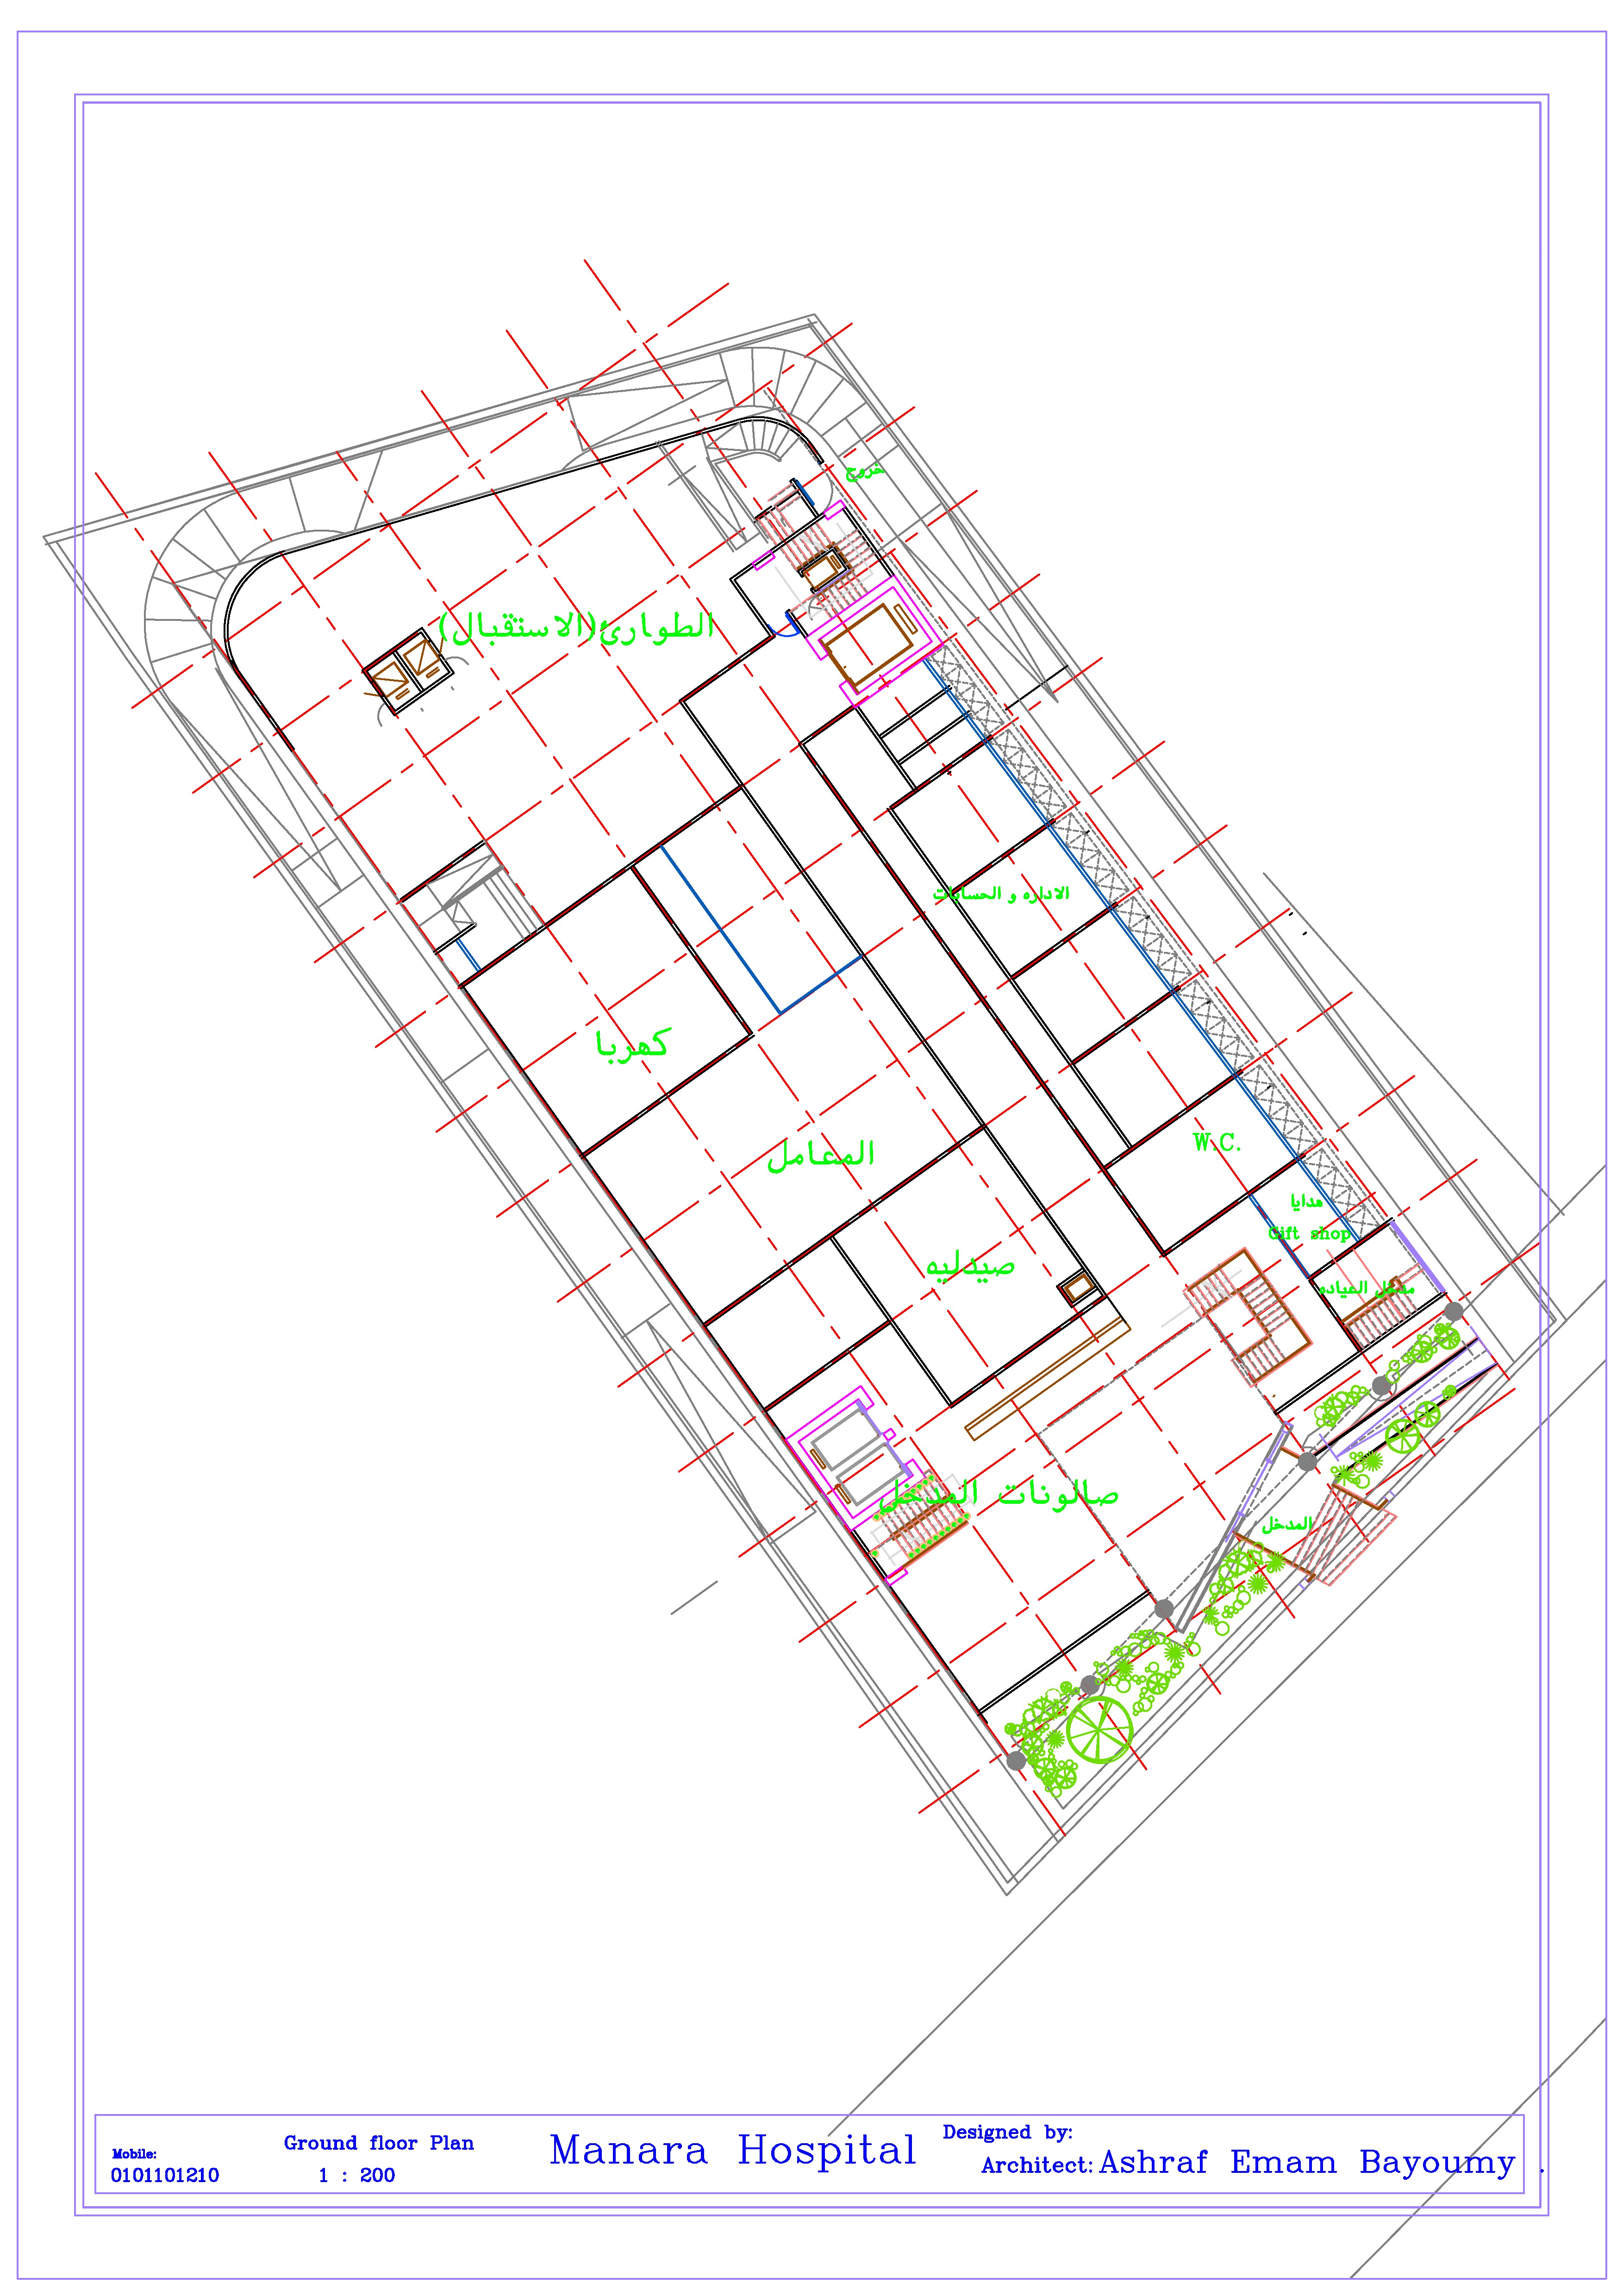 خروج
الطوارئ(الاستقبال)
الاداره و الحسابات
كهربا
المعامل
W.C.
هدايا
Gift shop
صيدليه
مدخل العياده
صالونات المدخل
المدخل
Mobile:
0101101210
Ground floor Plan
1 : 200
Manara Hospital
Designed by:
Architect: Ashraf Emam Bayoumy .